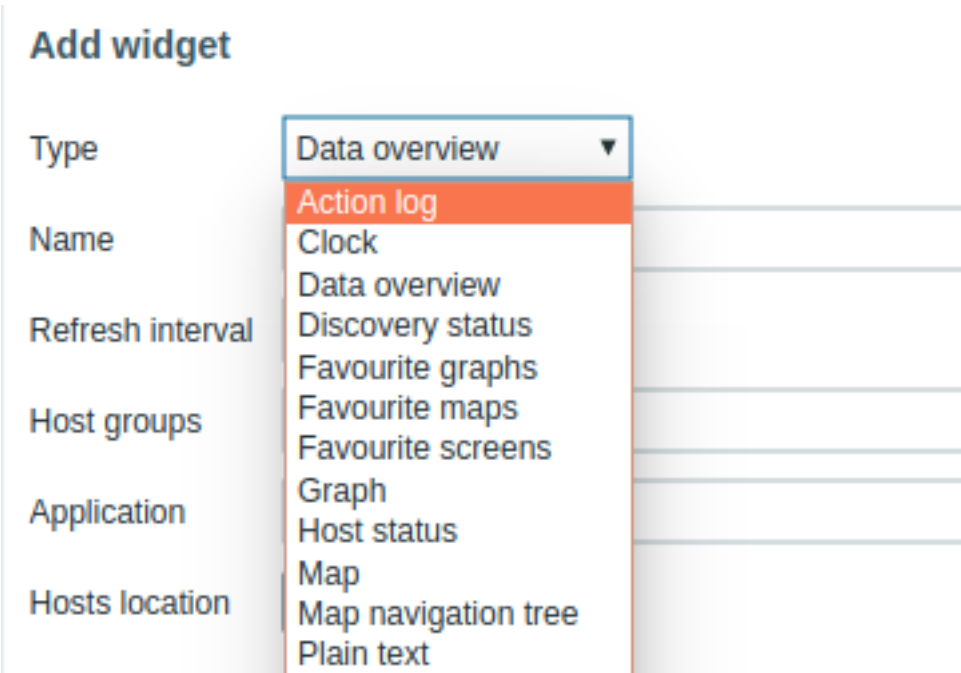 Add widget
Type
Data overview ▼
Action log
Name
Clock
Data overview
Refresh interval
Discovery status
Favourite graphs
Host groups
Favourite maps
Favourite screens
Application
Graph
Host status
Hosts location
Map
Map navigation tree
Plain text